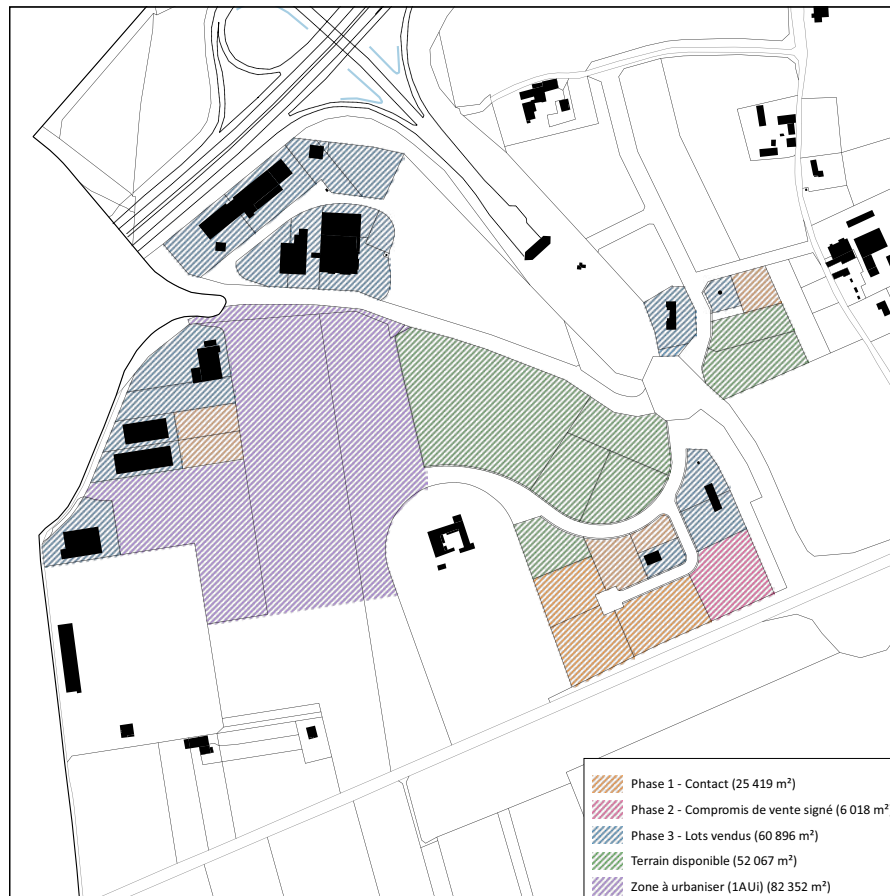 Phase 1 - Contact (25 419 m²)
Phase 2 - Compromis de vente signé (6 018 m²)
Phase 3 - Lots vendus (60 896 m²)
Terrain disponible (52 067 m²)
Zone à urbaniser (1AUi) (82 352 m²)